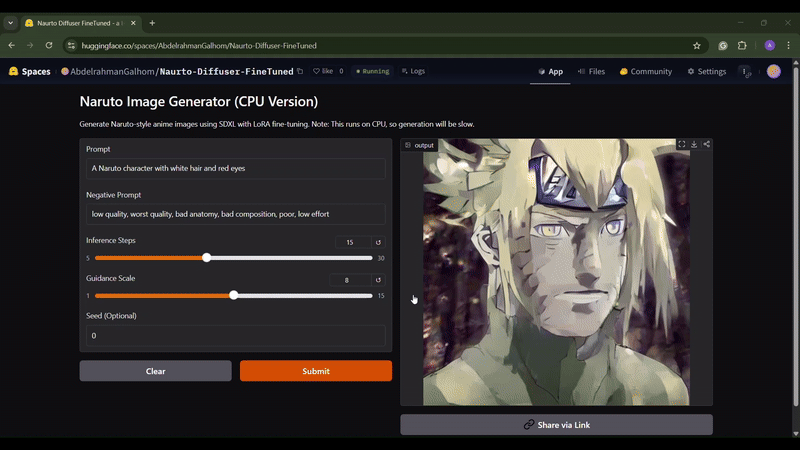 Naurto Diffuser FineTuned - a H
huggingface.co/spaces/AbdelrahmanGalhom/Naurto-Diffuser-FineTuned
Spaces AbdelrahmanGalhom/Naurto-Diffuser-FineTuned like 0 Running Logs App Files Community Settings
Naruto Image Generator (CPU Version)
Generate Naruto-style anime images using SDXL with LoRA fine-tuning. Note: This runs on CPU, so generation will be slow.
Prompt
A Naruto character with white hair and red eyes
Negative Prompt
low quality, worst quality, bad anatomy, bad composition, poor, low effort
Inference Steps
15
5 30
Guidance Scale
8
1 15
Seed (Optional)
0
Clear Submit
output
Share via Link